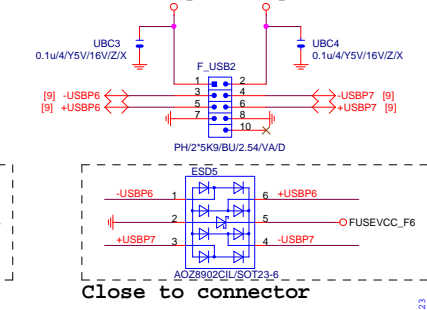 UBC3
0.1u/4/Y5V/16V/Z/X
UBC4
0.1u/4/Y5V/16V/Z/X
F_USB2
1 2
[9] -USBP6 3 4 -USBP7 [9]
[9] +USBP6 5 6 +USBP7 [9]
7 8
10
PH/2*5K9/BU/2.54/VA/D
ESD5
-USBP6 1 6 +USBP6
2 5 FUSEVCC_F6
+USBP7 3 4 -USBP7
AOZ8902CIL/SOT23-6
Close to connector
23